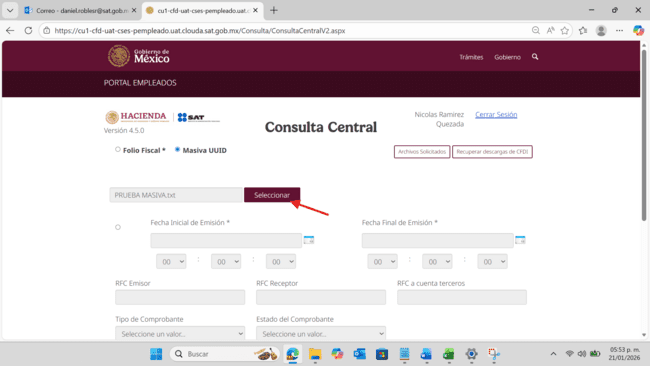 Correo - daniel.roblesr@sat.gob.m
cu1-cfd-uat-cses-pempleado.uat
https://cu1-cfd-uat-cses-pempleado.uat.clouda.sat.gob.mx/Consulta/ConsultaCentralV2.aspx
Gobierno de
México
Trámites
Gobierno
PORTAL EMPLEADOS
HACIENDA
SAT
Versión 4.5.0
Consulta Central
Nicolas Ramirez
Quezada
Cerrar Sesión
Folio Fiscal *
Masiva UUID
Archivos Solicitados
Recuperar descargas de CFDI
PRUEBA MASIVA.txt
Seleccionar
Fecha Inicial de Emisión *
Fecha Final de Emisión *
00 : 00 : 00
00 : 00 : 00
RFC Emisor
RFC Receptor
RFC a cuenta terceros
Tipo de Comprobante
Estado del Comprobante
Seleccione un valor...
Seleccione un valor...
Buscar
05:53 p. m.
21/01/2026